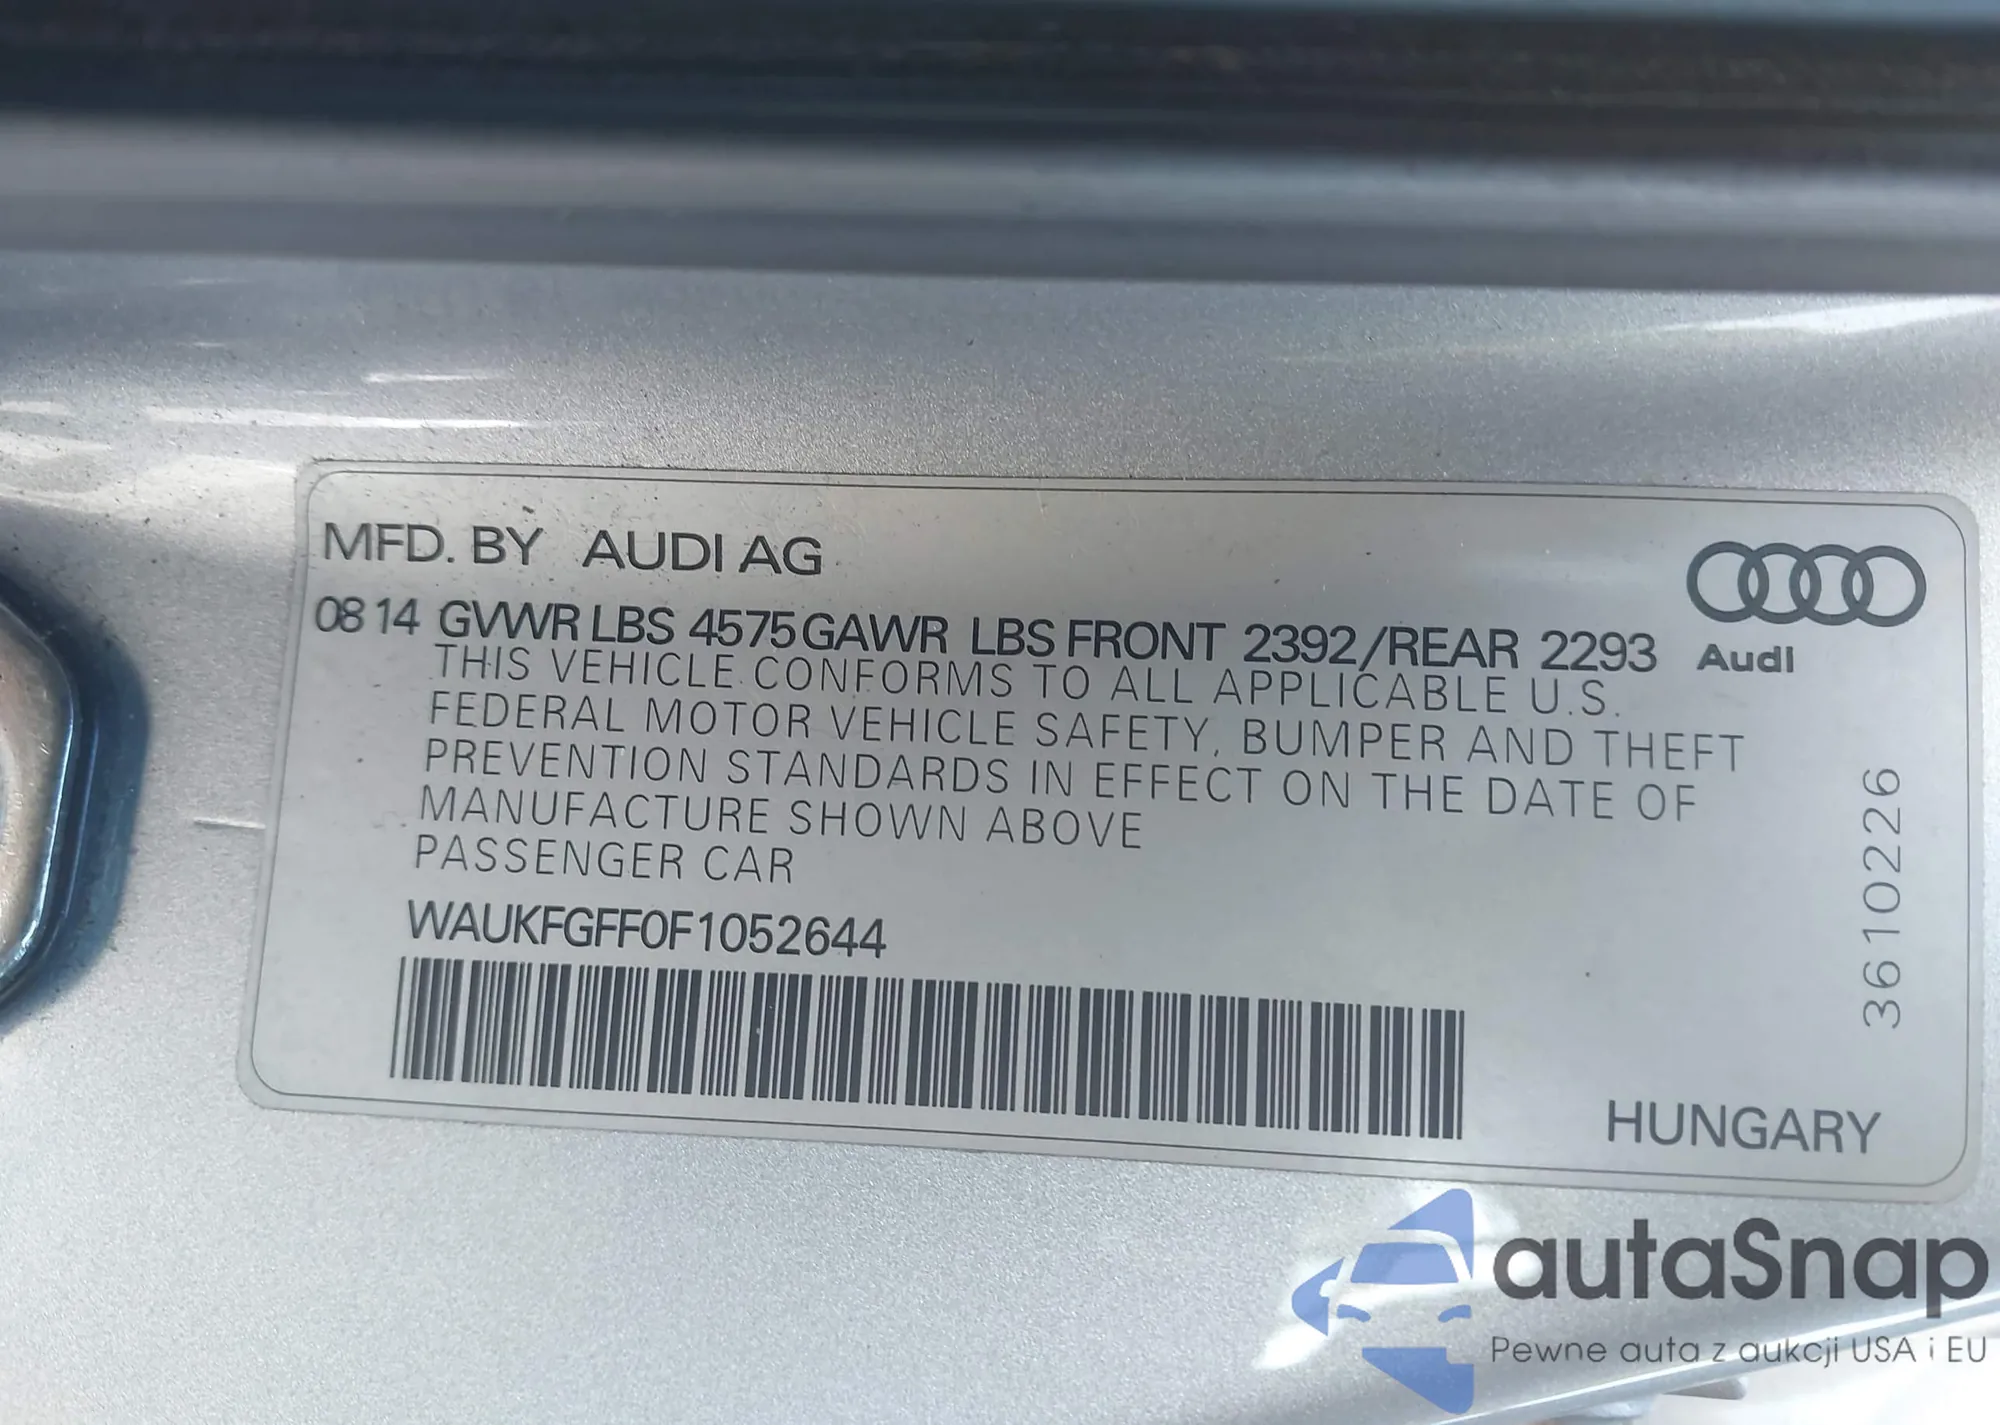 MFD. BY AUDI AG
0814 GVWR LBS 4575 GAWR LBS FRONT 2392/REAR 2293
Audi
THIS VEHICLE CONFORMS TO ALL APPLICABLE U.S.
FEDERAL MOTOR VEHICLE SAFETY, BUMPER AND THEFT
PREVENTION STANDARDS IN EFFECT ON THE DATE OF
MANUFACTURE SHOWN ABOVE
PASSENGER CAR
WAUKFGFF0F1052644
3610226
HUNGARY
autaSnap
Pewne auta z aukcji USA i EU